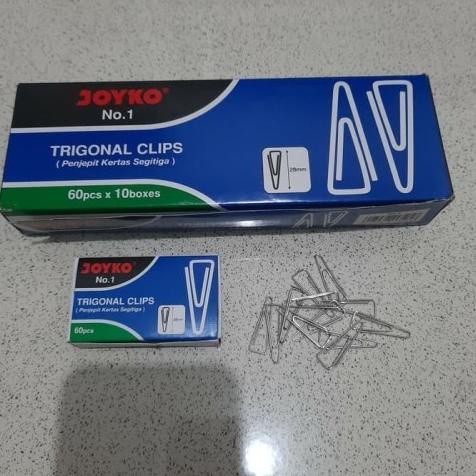 JOYKO
No.1
TRIGONAL CLIPS
( Penjepit Kertas Segitiga )
60pcs x 10boxes
28mm
JOYKO
No.1
TRIGONAL CLIPS
( Penjepit Kertas Segitiga )
60pcs